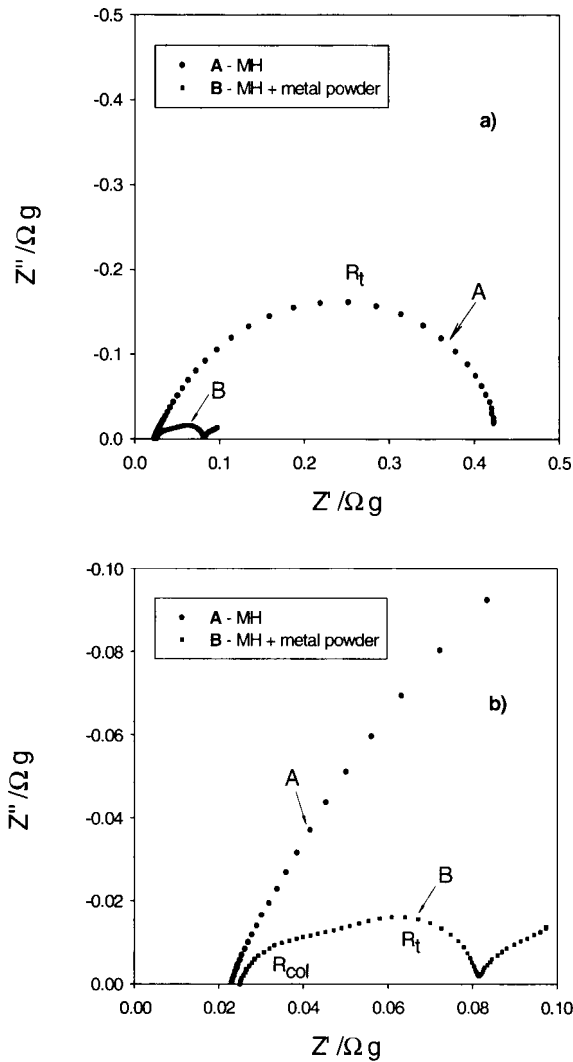 -0.5
A - MH
B - MH + metal powder
a)
-0.4
-0.3
Z"/Ω g
-0.2
Rt
A
-0.1
B
0.0
0.0 0.1 0.2 0.3 0.4 0.5
Z'/Ω g
-0.10
A - MH
B - MH + metal powder
-0.08
b)
-0.06
Z"/Ω g
A
-0.04
B
-0.02
Rt
Rcol
0.00
0.00 0.02 0.04 0.06 0.08 0.10
Z'/Ω g